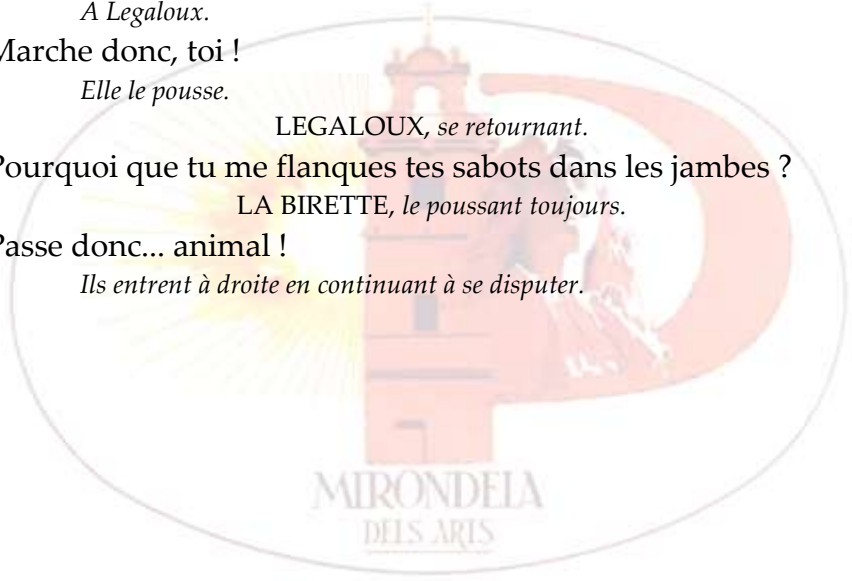 A Legaloux.
Marche donc, toi !
Elle le pousse.
LEGALOUX, se retournant.
Pourquoi que tu me flanques tes sabots dans les jambes ?
LA BIRETTE, le poussant toujours.
Passe donc... animal !
Ils entrent à droite en continuant à se disputer.
MIRONDELA
DELS ARTS